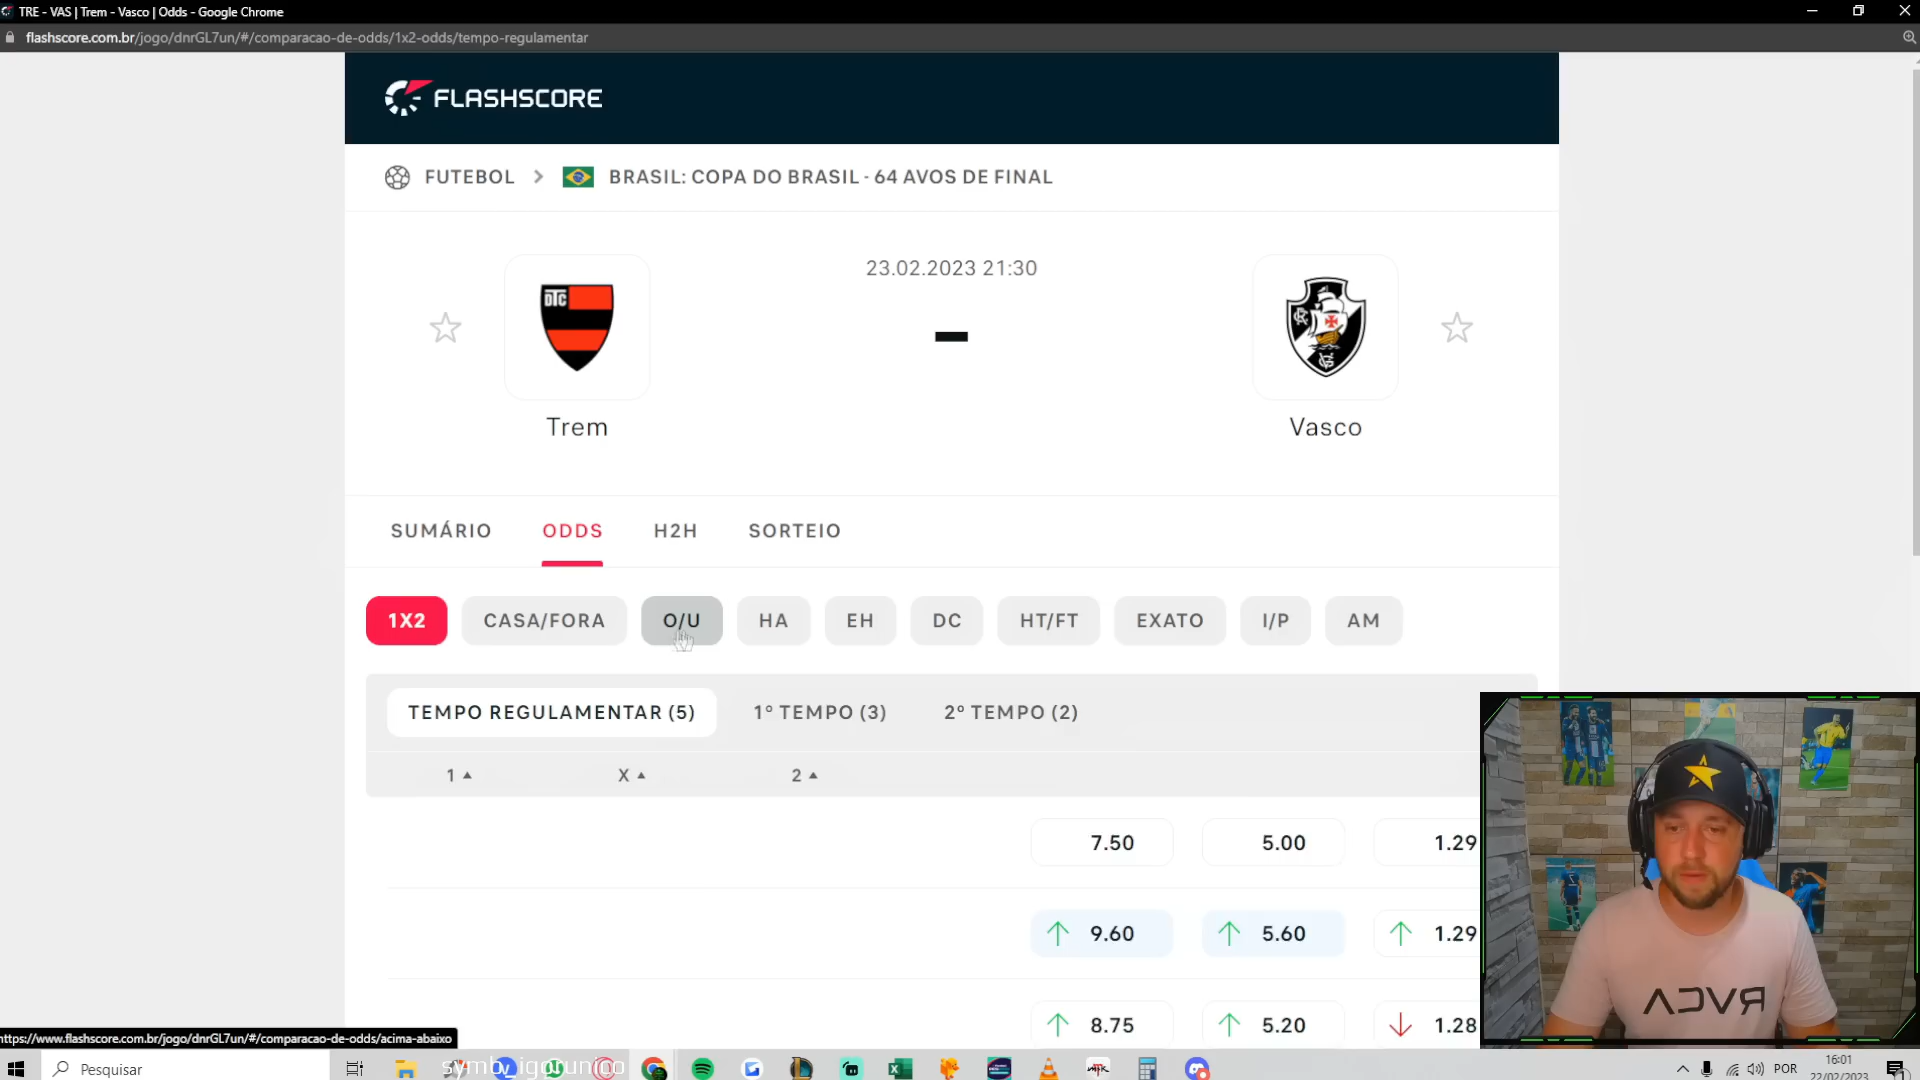 TRE - VAS | Trem - Vasco | Odds - Google Chrome
flashscore.com.br/jogo/dnrGL7un/#/comparacao-de-odds/1x2-odds/tempo-regulamentar
FLASHSCORE
FUTEBOL > BRASIL: COPA DO BRASIL - 64 AVOS DE FINAL
23.02.2023 21:30
DTC
-
Trem
Vasco
SUMÁRIO ODDS H2H SORTEIO
1X2 CASA/FORA O/U HA EH DC HT/FT EXATO I/P AM
TEMPO REGULAMENTAR (5) 1º TEMPO (3) 2º TEMPO (2)
1 X 2
7.50 5.00 1.29
9.60 5.60 1.29
8.75 5.20 1.28
RVCA
https://www.flashscore.com.br/jogo/dnrGL7un/#/comparacao-de-odds/acima-abaixo
Pesquisar
POR
16:01
22/02/2023